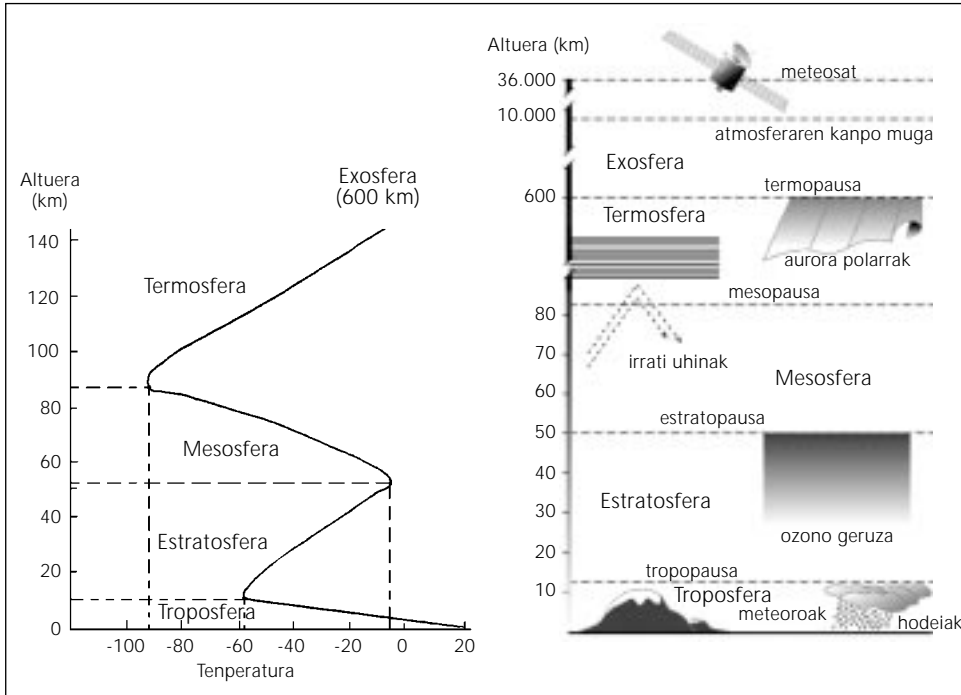 Altuera
(km)
Exosfera
(600 km)
140
120
100
80
60
40
20
0
Termosfera
Mesosfera
Estratosfera
Troposfera
-100
-80
-60
-40
-20
0
20
Tenperatura
Altuera (km)
36.000
meteosat
10.000
atmosferaren kanpo muga
Exosfera
termopausa
600
Termosfera
aurora polarrak
mesopausa
80
irrati uhinak
70
Mesosfera
60
estratopausa
50
40
Estratosfera
30
ozono geruza
20
tropopausa
10
Troposfera
meteoroak
hodeiak
0